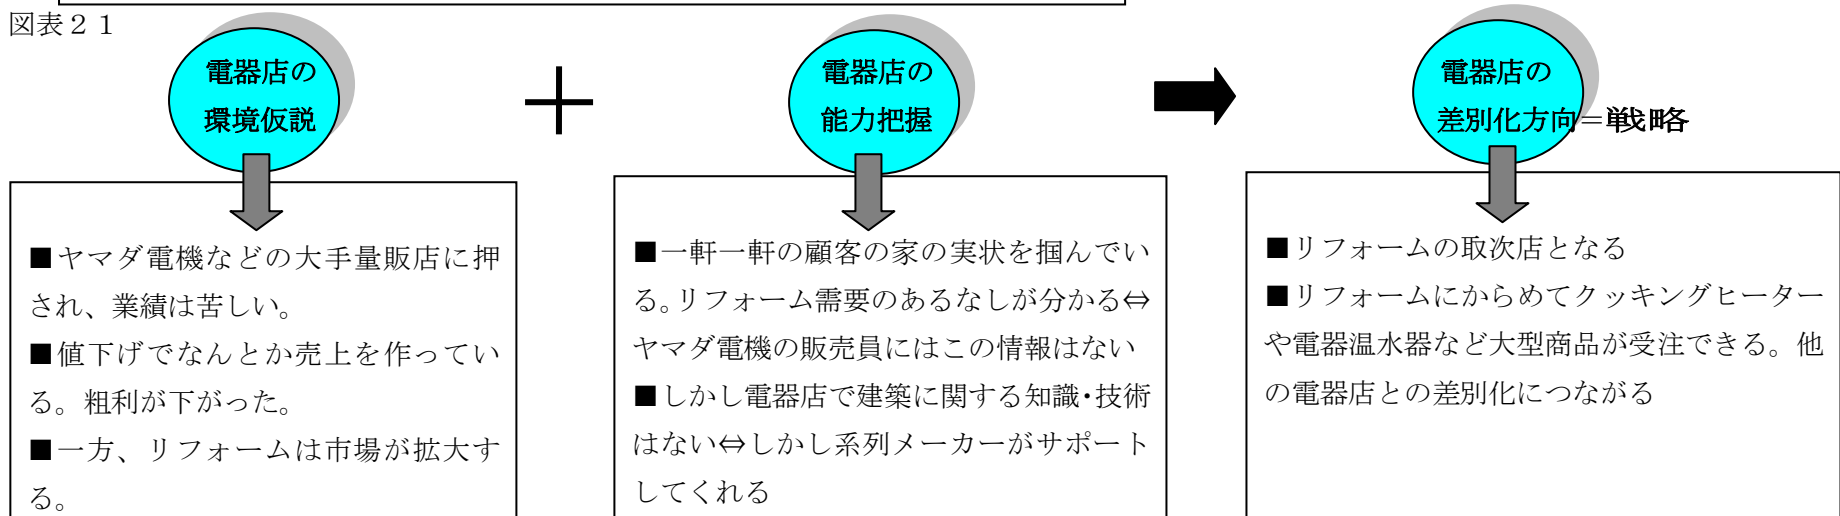 図表２１
電器店の
環境仮説
＋
電器店の
能力把握
電器店の
差別化方向＝戦略
■ヤマダ電機などの大手量販店に押
され、業績は苦しい。
■値下げでなんとか売上を作ってい
る。粗利が下がった。
■一方、リフォームは市場が拡大す
る。
■一軒一軒の顧客の家の実状を掴んでい
る。リフォーム需要のあるなしが分かる⇔
ヤマダ電機の販売員にはこの情報はない
■しかし電器店で建築に関する知識・技術
はない⇔しかし系列メーカーがサポート
してくれる
■リフォームの取次店となる
■リフォームにからめてクッキングヒーター
や電器温水器など大型商品が受注できる。他
の電器店との差別化につながる